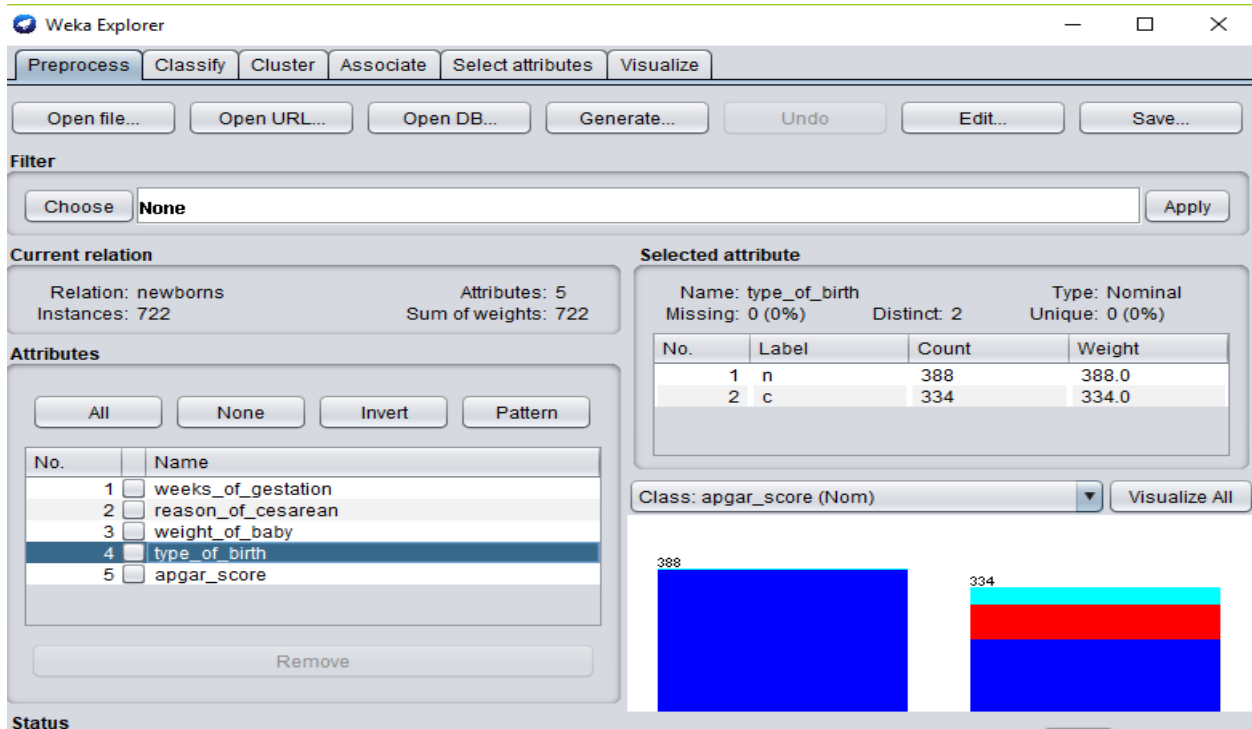 Weka Explorer
Preprocess Classify Cluster Associate Select attributes Visualize
Open file... Open URL... Open DB... Generate... Undo Edit... Save...
Filter
Choose None Apply
Current relation
Relation: newborns Attributes: 5
Instances: 722 Sum of weights: 722
Selected attribute
Name: type_of_birth Type: Nominal
Missing: 0 (0%) Distinct: 2 Unique: 0 (0%)
No. Label Count Weight
1 n 388 388.0
2 c 334 334.0
Attributes
All None Invert Pattern
No. Name
1 weeks_of_gestation
2 reason_of_cesarean
3 weight_of_baby
4 type_of_birth
5 apgar_score
Remove
Class: apgar_score (Nom) Visualize All
388
334
Status